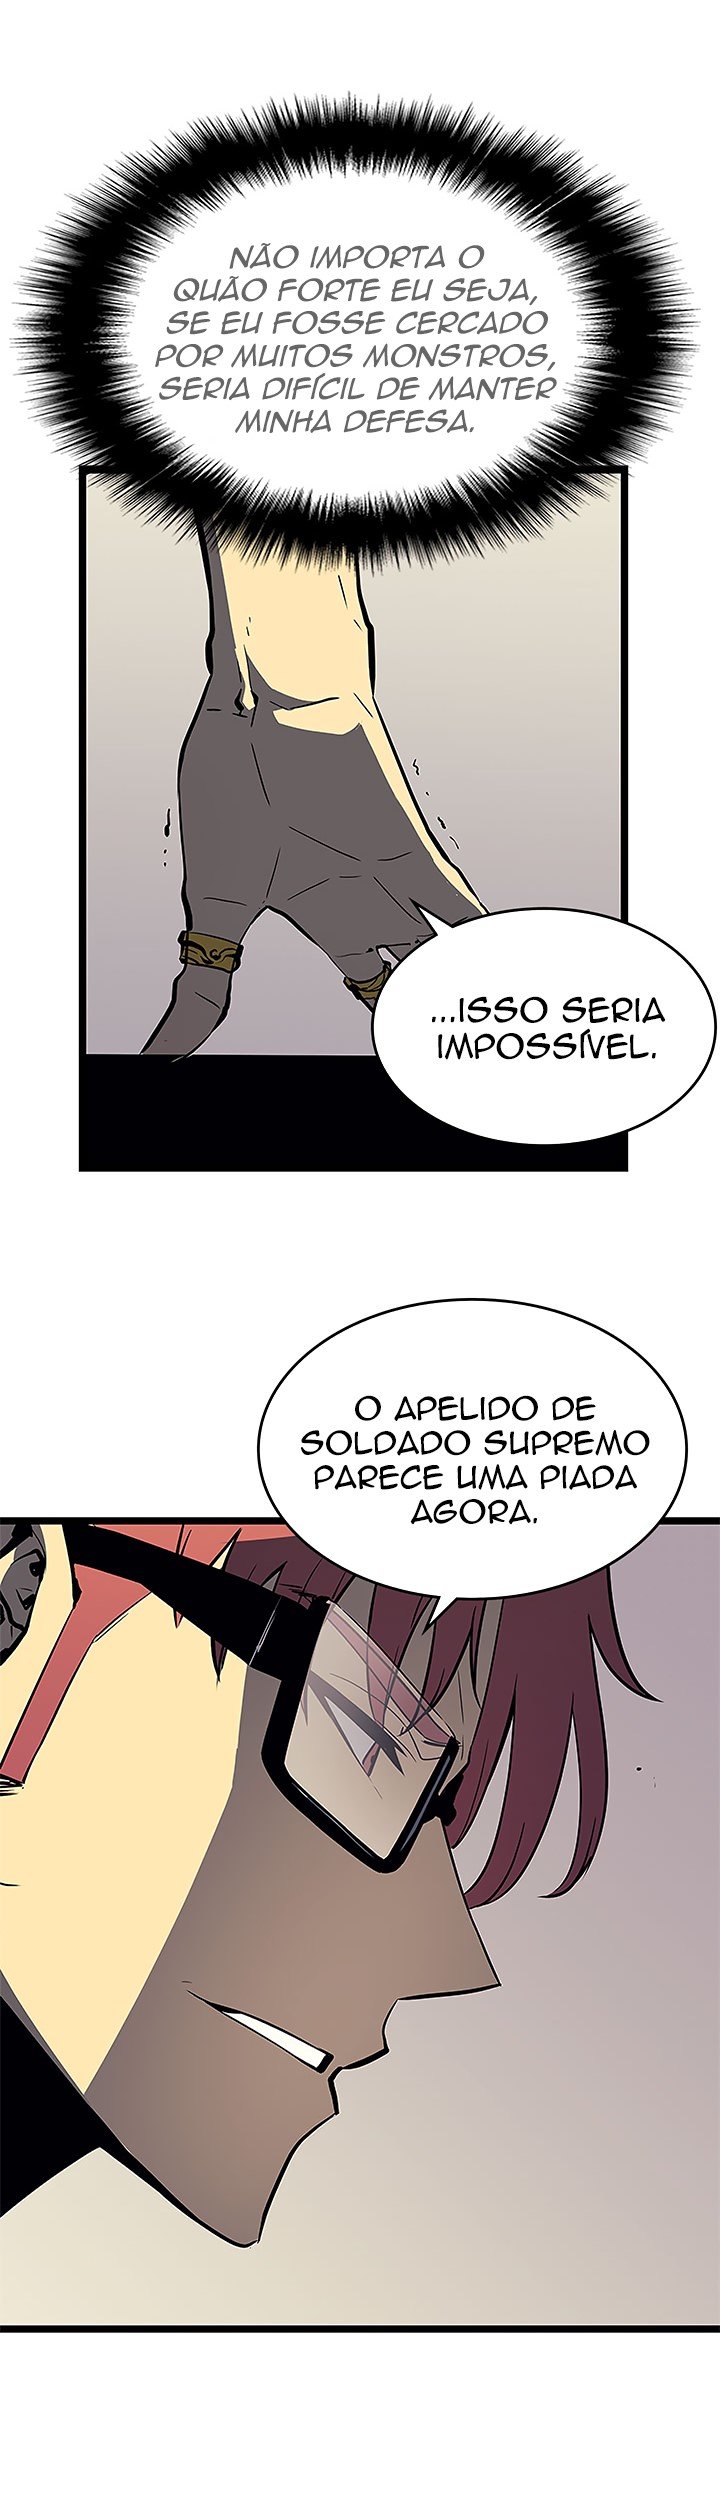 NÃO IMPORTA O
QUÃO FORTE EU SEJA,
SE EU FOSSE CERCADO
POR MUITOS MONSTROS,
SERIA DIFÍCIL DE MANTER
MINHA DEFESA.
...ISSO SERIA
IMPOSSÍVEL.
O APELIDO DE
SOLDADO SUPREMO
PARECE UMA PIADA
AGORA.